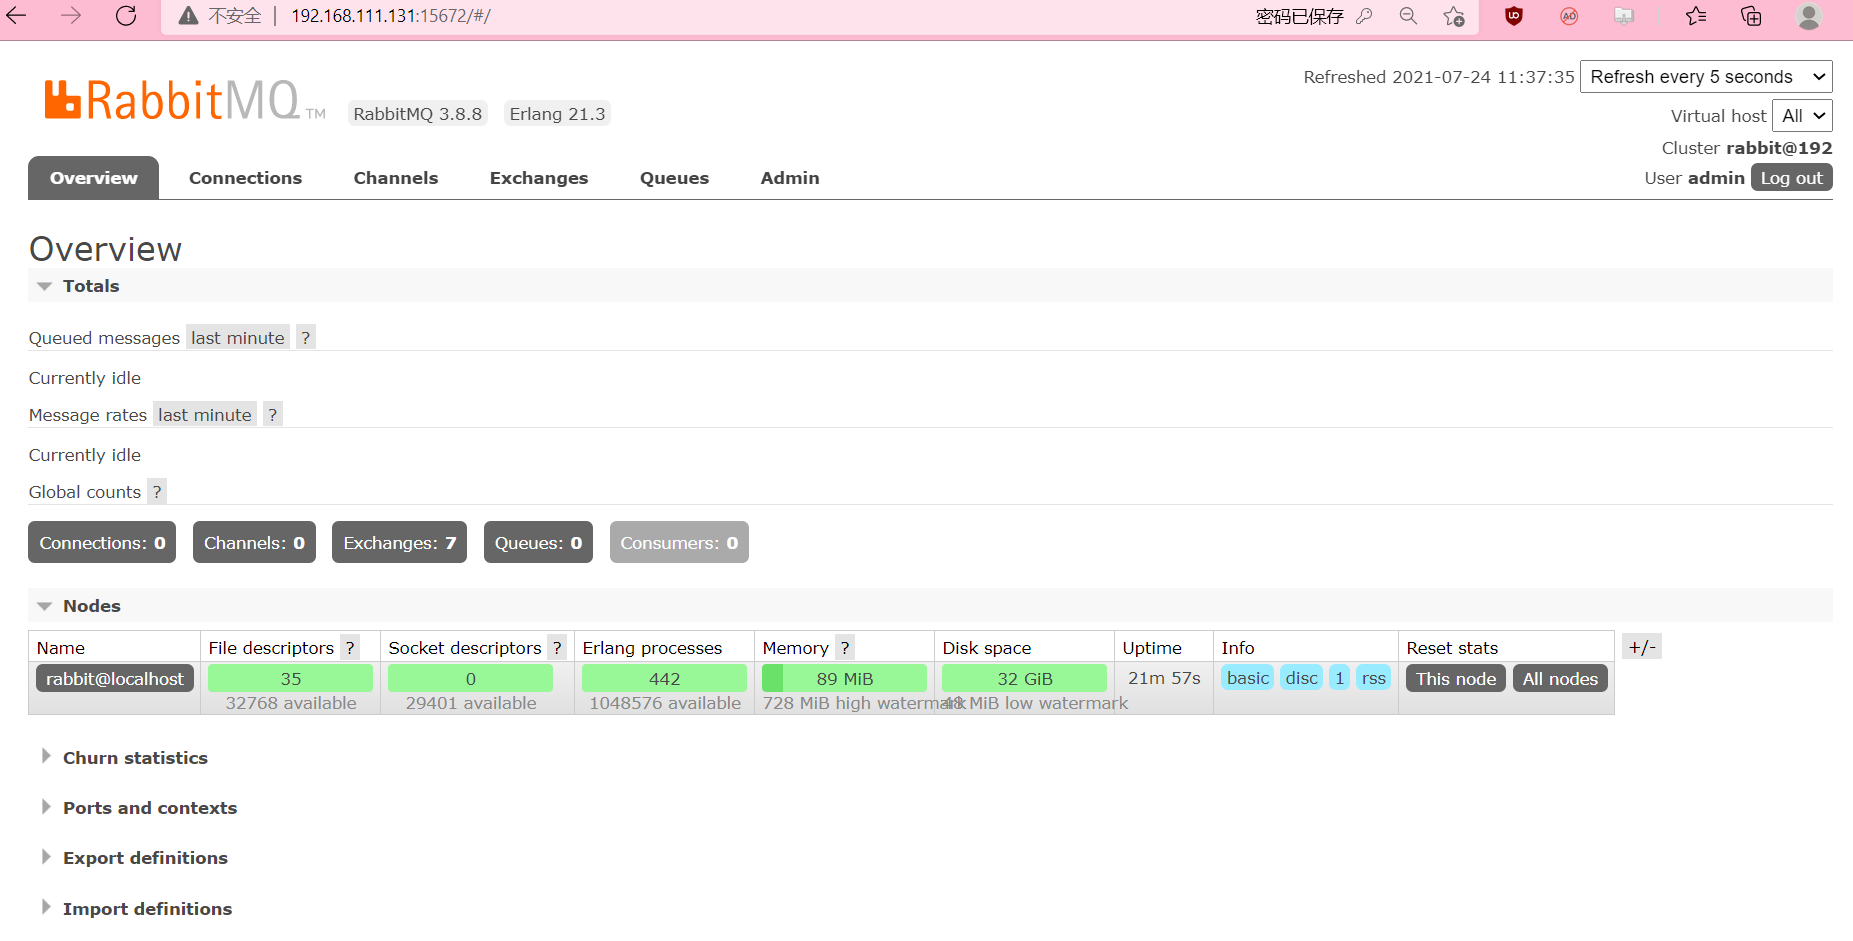 不安全 | 192.168.111.131:15672/#/ 密码已保存
Refreshed 2021-07-24 11:37:35 Refresh every 5 seconds
RabbitMQ TM RabbitMQ 3.8.8 Erlang 21.3
Virtual host All
Cluster rabbit@192
User admin Log out
Overview Connections Channels Exchanges Queues Admin
Overview
Totals
Queued messages last minute ?
Currently idle
Message rates last minute ?
Currently idle
Global counts ?
Connections: 0 Channels: 0 Exchanges: 7 Queues: 0 Consumers: 0
Nodes
Name File descriptors ? Socket descriptors ? Erlang processes Memory ? Disk space Uptime Info Reset stats +/-
rabbit@localhost 35 0 442 89 MiB 32 GiB 21m 57s basic disc 1 rss This node All nodes
32768 available 29401 available 1048576 available 728 MiB high watermark 48 MiB low watermark
Churn statistics
Ports and contexts
Export definitions
Import definitions